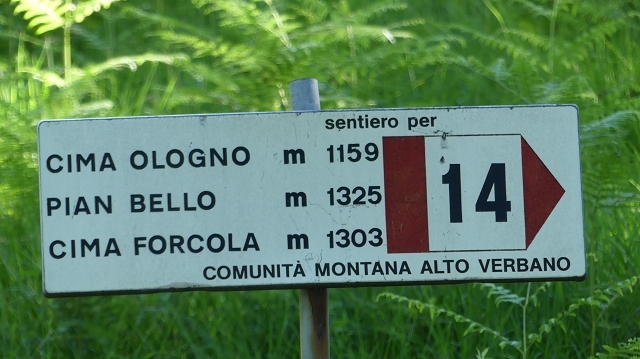 sentiero per
CIMA OLOGNO m 1159
PIAN BELLO m 1325
CIMA FORCOLA m 1303
14
COMUNITÀ MONTANA ALTO VERBANO